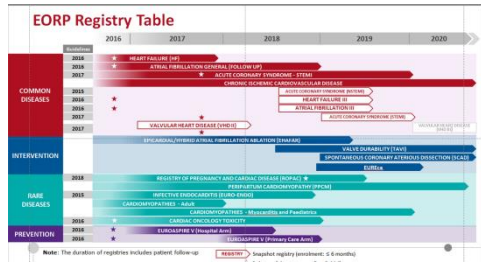 EORP Registry Table
2016 2017 2018 2019 2020
Guidelines
COMMON DISEASES
2016 HEART FAILURE (HF)
2016 ATRIAL FIBRILLATION GENERAL (FOLLOW UP)
2017 ACUTE CORONARY SYNDROME - STEMI
CHRONIC ISCHEMIC CARDIOVASCULAR DISEASE
2015 ACUTE CORONARY SYNDROME (NSTEMI)
2016 HEART FAILURE III
2016 ATRIAL FIBRILLATION III
2017 ACUTE CORONARY SYNDROME (STEMI)
2017 VALVULAR HEART DISEASE (VHD II)
VALVULAR HEART DISEASE
INTERVENTION
EPICARDIAL/HYBRID ATRIAL FIBRILLATION ABLATION (EHAFAR)
VALVE DURABILITY (TAVI)
SPONTANEOUS CORONARY ATERIOUS DISSECTION (SCAD)
RARE DISEASES
2018 REGISTRY OF PREGNANCY AND CARDIAC DISEASE (ROPAC)
PERIPARTUM CARDIOMYOPATHY (PPCM)
2015 INFECTIVE ENDOCARDITIS (EURO-ENDO)
CARDIOMYOPATHIES - Adult
CARDIOMYOPATHIES - Myocarditis and Paediatrics
2016 CARDIAC ONCOLOGY TOXICITY
PREVENTION
2016 EUROASPIRE V (Hospital Arm)
2016 EUROASPIRE V (Primary Care Arm)
Note: The duration of registries includes patient follow-up
REGISTRY Snapshot registry (enrolment: ≤ 6 months)